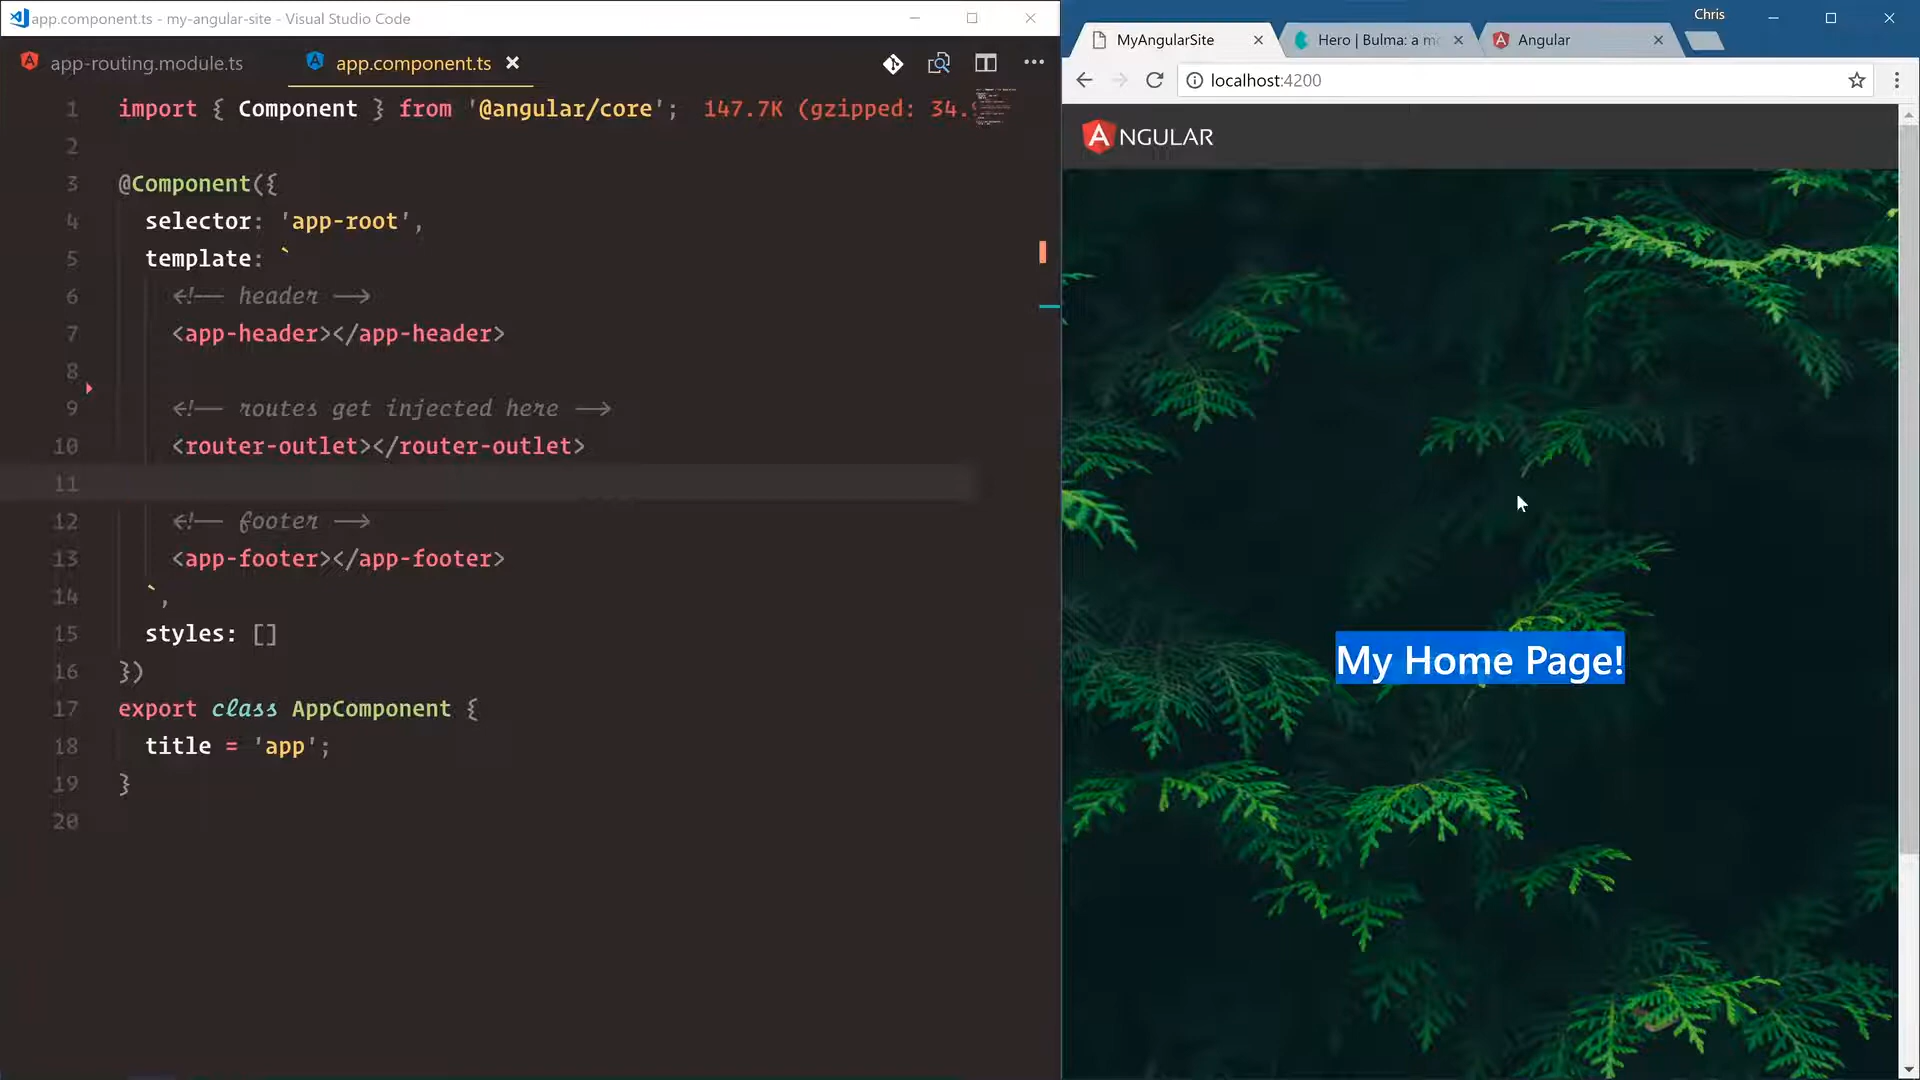 app.component.ts - my-angular-site - Visual Studio Code
app-routing.module.ts
app.component.ts
1 import { Component } from '@angular/core'; 147.7K (gzipped: 34.
2
3 @Component({
4 selector: 'app-root',
5 template: `
6 <!-- header -->
7 <app-header></app-header>
8
9 <!-- routes get injected here -->
10 <router-outlet></router-outlet>
11
12 <!-- footer -->
13 <app-footer></app-footer>
14 `,
15 styles: []
16 })
17 export class AppComponent {
18 title = 'app';
19 }
20
Chris
MyAngularSite
Hero | Bulma: a mo
Angular
localhost:4200
ANGULAR
My Home Page!